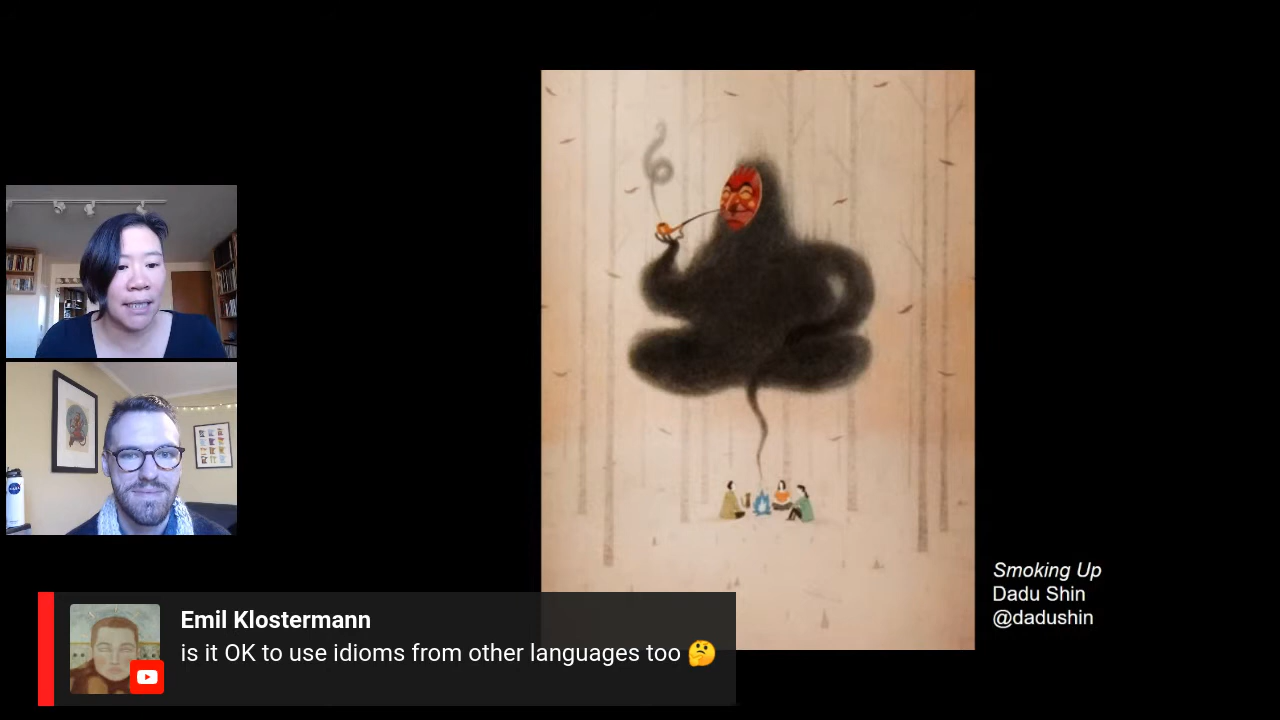 Smoking Up
Dadu Shin
@dadushin
Emil Klostermann
is it OK to use idioms from other languages too 🤔